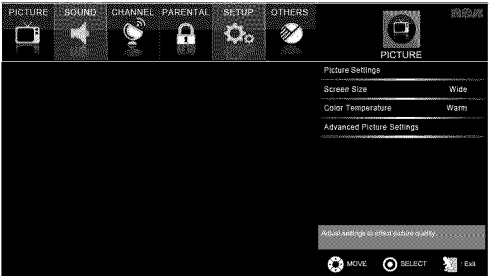 PICTURE SOUND CHANNEL PARENTAL SETUP OTHERS
RCA
PICTURE
Picture Settings
Screen Size Wide
Color Temperature Warm
Advanced Picture Settings
Adjust settings to affect picture quality
MOVE SELECT : Exit